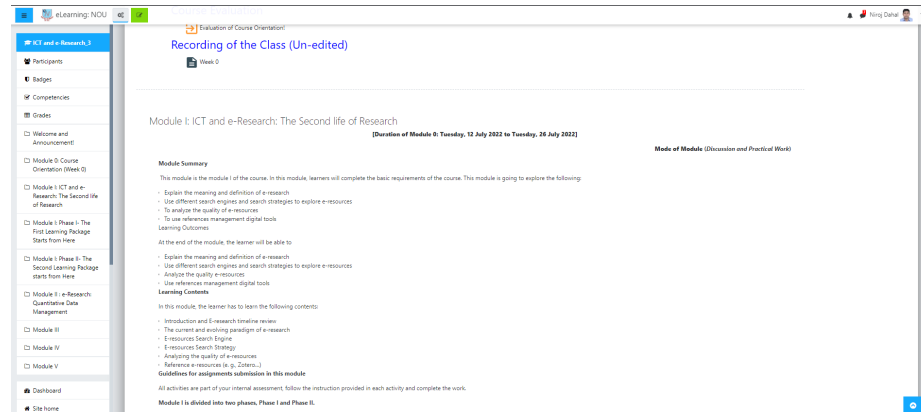 eLearning: NOU
Niroj Dahal
ICT and e-Research_3
Participants
Badges
Competencies
Grades
Welcome and
Announcement!
Module 0: Course
Orientation (Week 0)
Module I: ICT and e-
Research: The Second life
of Research
Module I: Phase I- The
First Learning Package
Starts from Here
Module I: Phase II- The
Second Learning Package
starts from Here
Module II : e-Research:
Quantitative Data
Management
Module III
Module IV
Module V
Dashboard
Site home
Course Evaluation
Evaluation of Course Orientation!
Recording of the Class (Un-edited)
Week 0
Module I: ICT and e-Research: The Second life of Research
[Duration of Module 0: Tuesday, 12 July 2022 to Tuesday, 26 July 2022]
Mode of Module (Discussion and Practical Work)
Module Summary
This module is the module I of the course. In this module, learners will complete the basic requirements of the course. This module is going to explore the following:
- Explain the meaning and definition of e-research
- Use different search engines and search strategies to explore e-resources
- To analyze the quality of e-resources
- To use references management digital tools
Learning Outcomes
At the end of the module, the learner will be able to
- Explain the meaning and definition of e-research
- Use different search engines and search strategies to explore e-resources
- Analyze the quality e-resources
- Use references management digital tools
Learning Contents
In this module, the learner has to learn the following contents:
- Introduction and E-research timeline review
- The current and evolving paradigm of e-research
- E-resources Search Engine
- E-resources Search Strategy
- Analyzing the quality of e-resources
- Reference e-resources (e. g., Zotero...)
Guidelines for assignments submission in this module
All activities are part of your internal assessment, follow the instruction provided in each activity and complete the work.
Module I is divided into two phases, Phase I and Phase II.